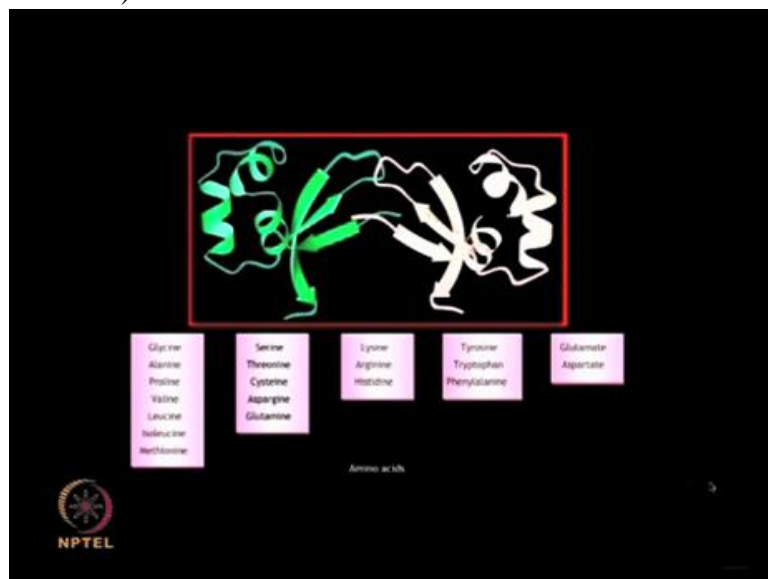 )
Glycine
Alanine
Proline
Valine
Leucine
Isoleucine
Methionine
Serine
Threonine
Cysteine
Aspargine
Glutamine
Lysine
Arginine
Histidine
Tyrosine
Tryptophan
Phenylalamine
Glutamate
Aspartate
Amino acids
NPTEL